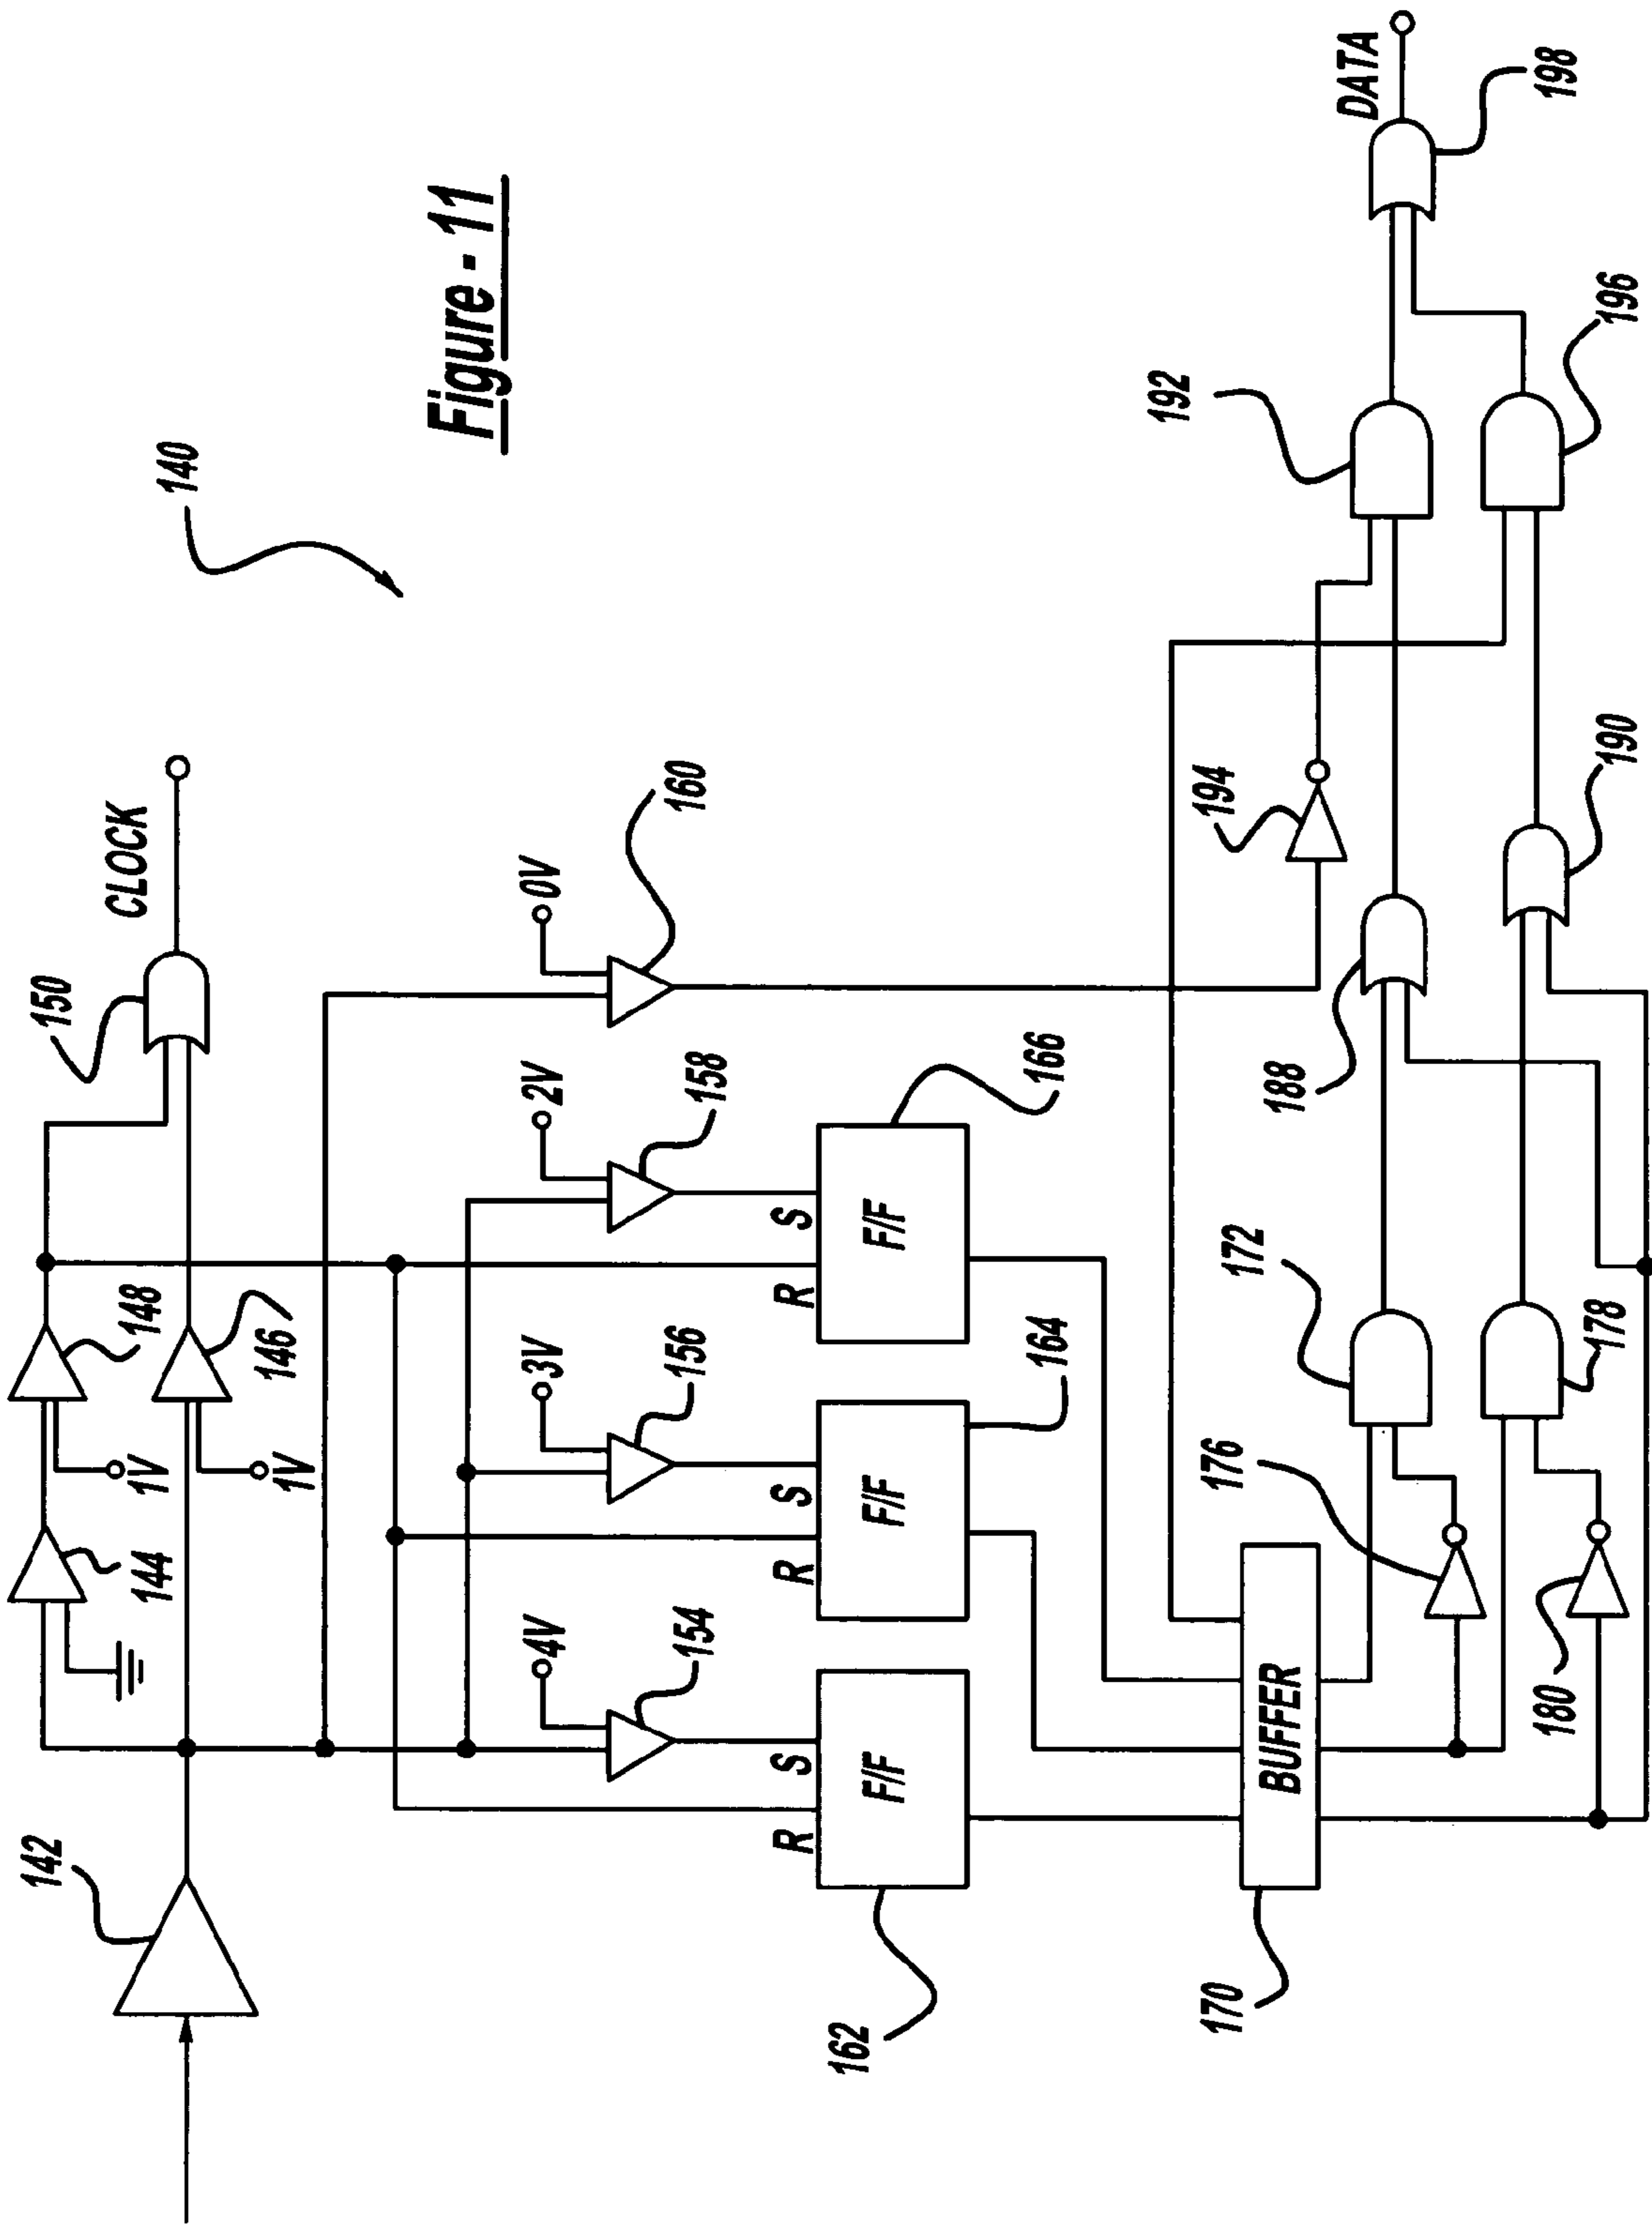 Figure - 11
140
142
144
148
1V
146
1V
150
CLOCK
4V
154
3V
156
2V
158
0V
160
R
S
F/F
162
R
S
F/F
164
R
S
F/F
166
BUFFER
170
176
172
180
178
188
190
194
192
196
198
DATA